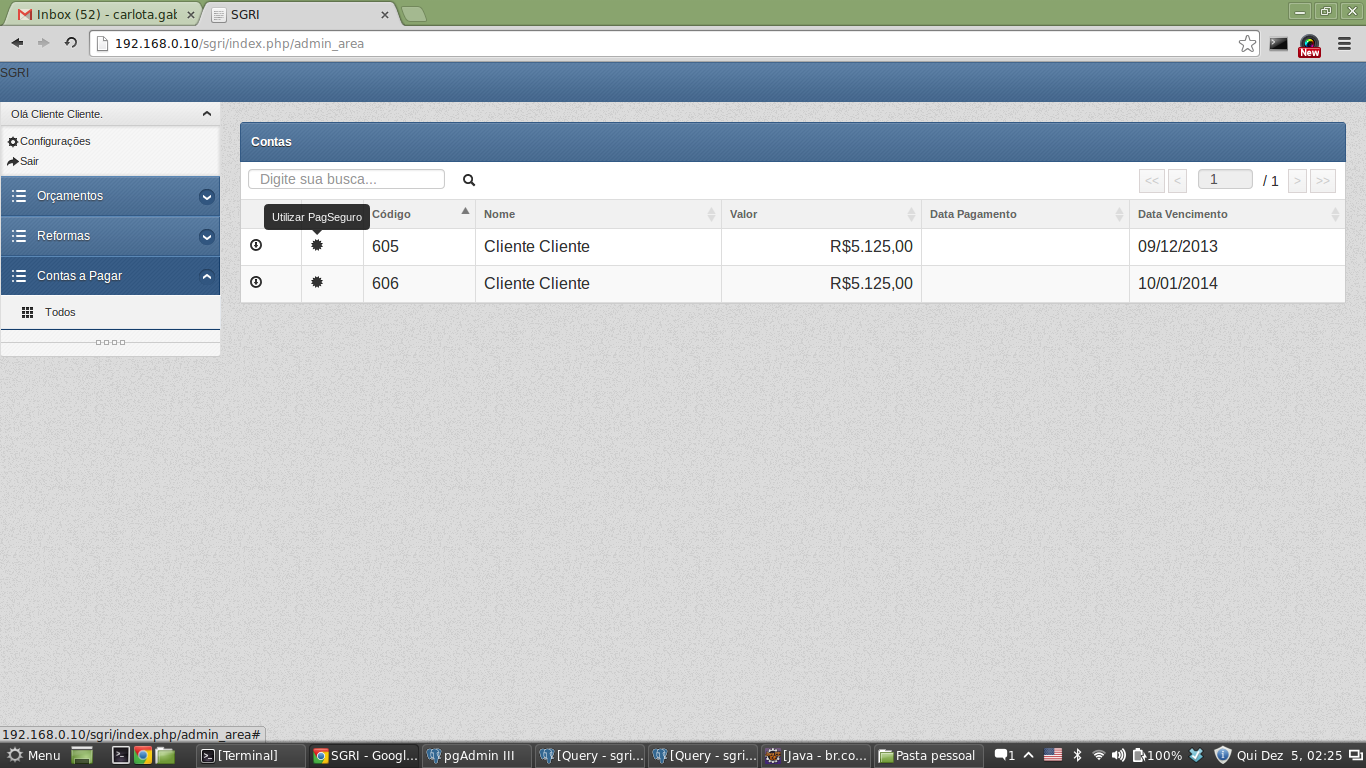 Inbox (52) - carlota.gab
SGRI
192.168.0.10/sgri/index.php/admin_area
New
SGRI
Olá Cliente Cliente.
Configurações
Sair
Orçamentos
Reformas
Contas a Pagar
Todos
Contas
Digite sua busca...
<< < 1 / 1 > >>
Utilizar PagSeguro
Código Nome Valor Data Pagamento Data Vencimento
605 Cliente Cliente R$5.125,00 09/12/2013
606 Cliente Cliente R$5.125,00 10/01/2014
192.168.0.10/sgri/index.php/admin_area#
Menu [Terminal] SGRI - Googl... pgAdmin III [Query - sgri... [Query - sgri... [Java - br.co... Pasta pessoal 1 100% Qui Dez 5, 02:25